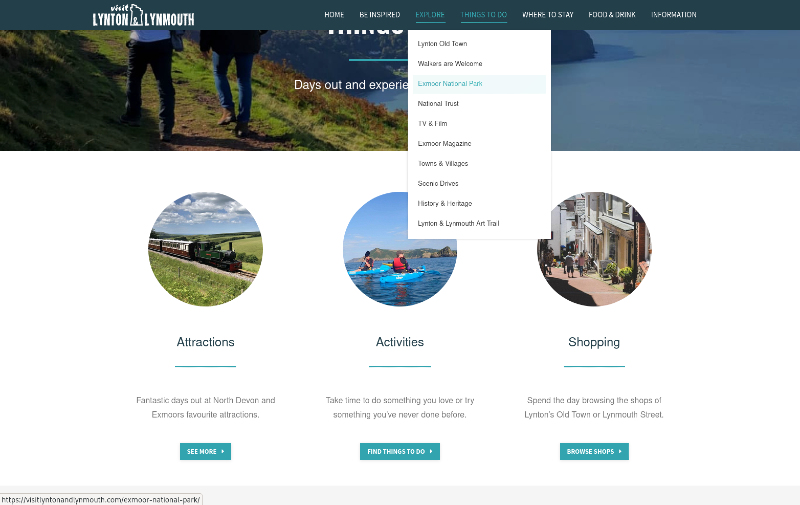 visit
LYNTON & LYNMOUTH
HOME BE INSPIRED EXPLORE THINGS TO DO WHERE TO STAY FOOD & DRINK INFORMATION
Days out and experie
Lynton Old Town
Walkers are Welcome
Exmoor National Park
National Trust
TV & Film
Exmoor Magazine
Towns & Villages
Scenic Drives
History & Heritage
Lynton & Lynmouth Art Trail
Attractions
Fantastic days out at North Devon and
Exmoors favourite attractions.
SEE MORE
Activities
Take time to do something you love or try
something you've never done before.
FIND THINGS TO DO
Shopping
Spend the day browsing the shops of
Lynton's Old Town or Lynmouth Street.
BROWSE SHOPS
https://visitlyntonandlynmouth.com/exmoor-national-park/